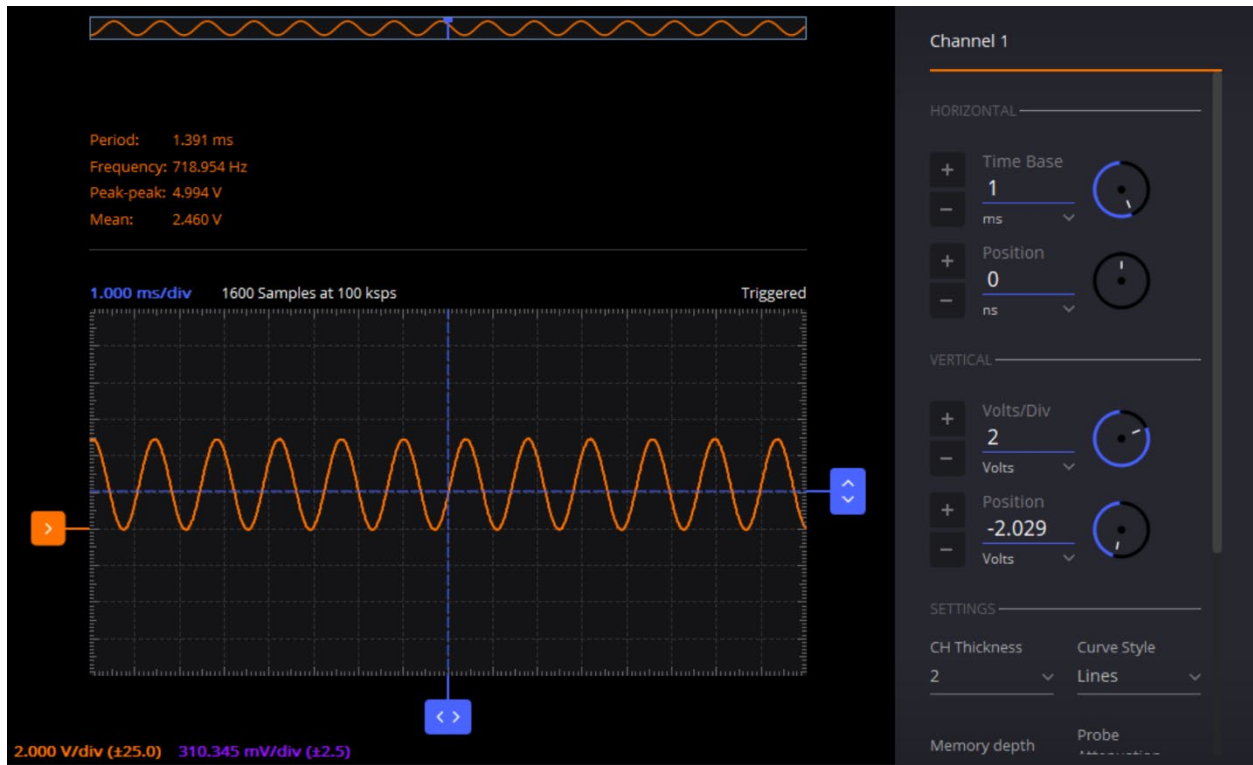 Channel 1
HORIZONTAL
Period: 1.391 ms
Frequency: 718.954 Hz
Peak-peak: 4.994 V
Mean: 2.460 V
+
Time Base
1
−
ms
+
Position
0
−
ns
1.000 ms/div 1600 Samples at 100 ksps Triggered
VERTICAL
+
Volts/Div
2
−
Volts
+
Position
-2.029
−
Volts
SETTINGS
CH Thickness Curve Style
2 Lines
Memory depth Probe
2.000 V/div (±25.0) 310.345 mV/div (±2.5)